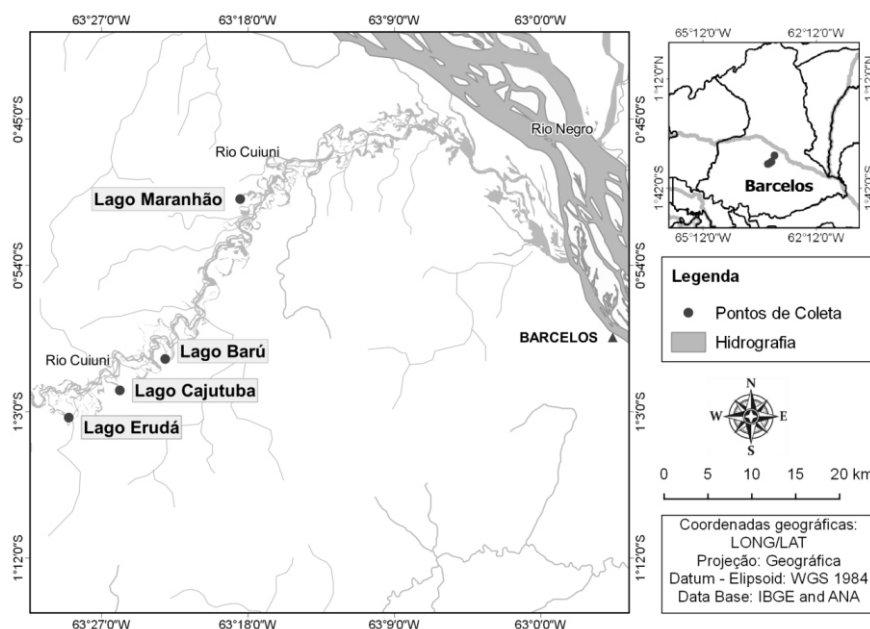 63°27'0"W 63°18'0"W 63°9'0"W 63°0'0"W
65°12'0"W 62°12'0"W
0°45'0"S 0°45'0"S
1°12'0"N 1°12'0"N
Rio Negro
Rio Cuiuni
Lago Maranhão
Barcelos
1°42'0"S 1°42'0"S
65°12'0"W 62°12'0"W
0°54'0"S 0°54'0"S
Legenda
Pontos de Coleta
BARCELOS
Hidrografia
Lago Barú
Rio Cuiuni
Lago Cajutuba
Lago Erudá
1°3'0"S 1°3'0"S
N
W E
S
0 5 10 15 20 km
Coordenadas geográficas:
LONG/LAT
Projeção: Geográfica
Datum - Elipsoid: WGS 1984
Data Base: IBGE and ANA
1°12'0"S 1°12'0"S
63°27'0"W 63°18'0"W 63°9'0"W 63°0'0"W